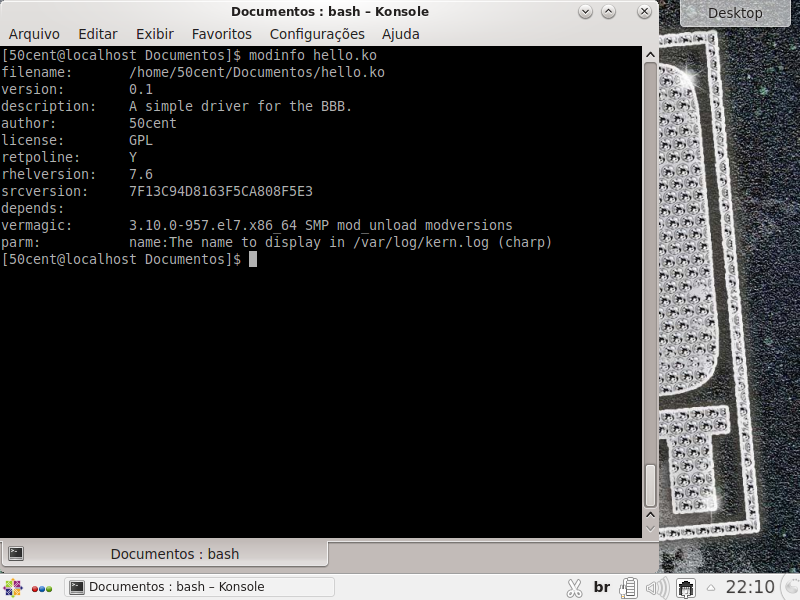 Documentos : bash – Konsole
Desktop
Arquivo Editar Exibir Favoritos Configurações Ajuda
[50cent@localhost Documentos]$ modinfo hello.ko
filename: /home/50cent/Documentos/hello.ko
version: 0.1
description: A simple driver for the BBB.
author: 50cent
license: GPL
retpoline: Y
rhelversion: 7.6
srcversion: 7F13C94D8163F5CA808F5E3
depends:
vermagic: 3.10.0-957.el7.x86_64 SMP mod_unload modversions
parm: name:The name to display in /var/log/kern.log (charp)
[50cent@localhost Documentos]$
Documentos : bash
Documentos : bash – Konsole
br
22:10